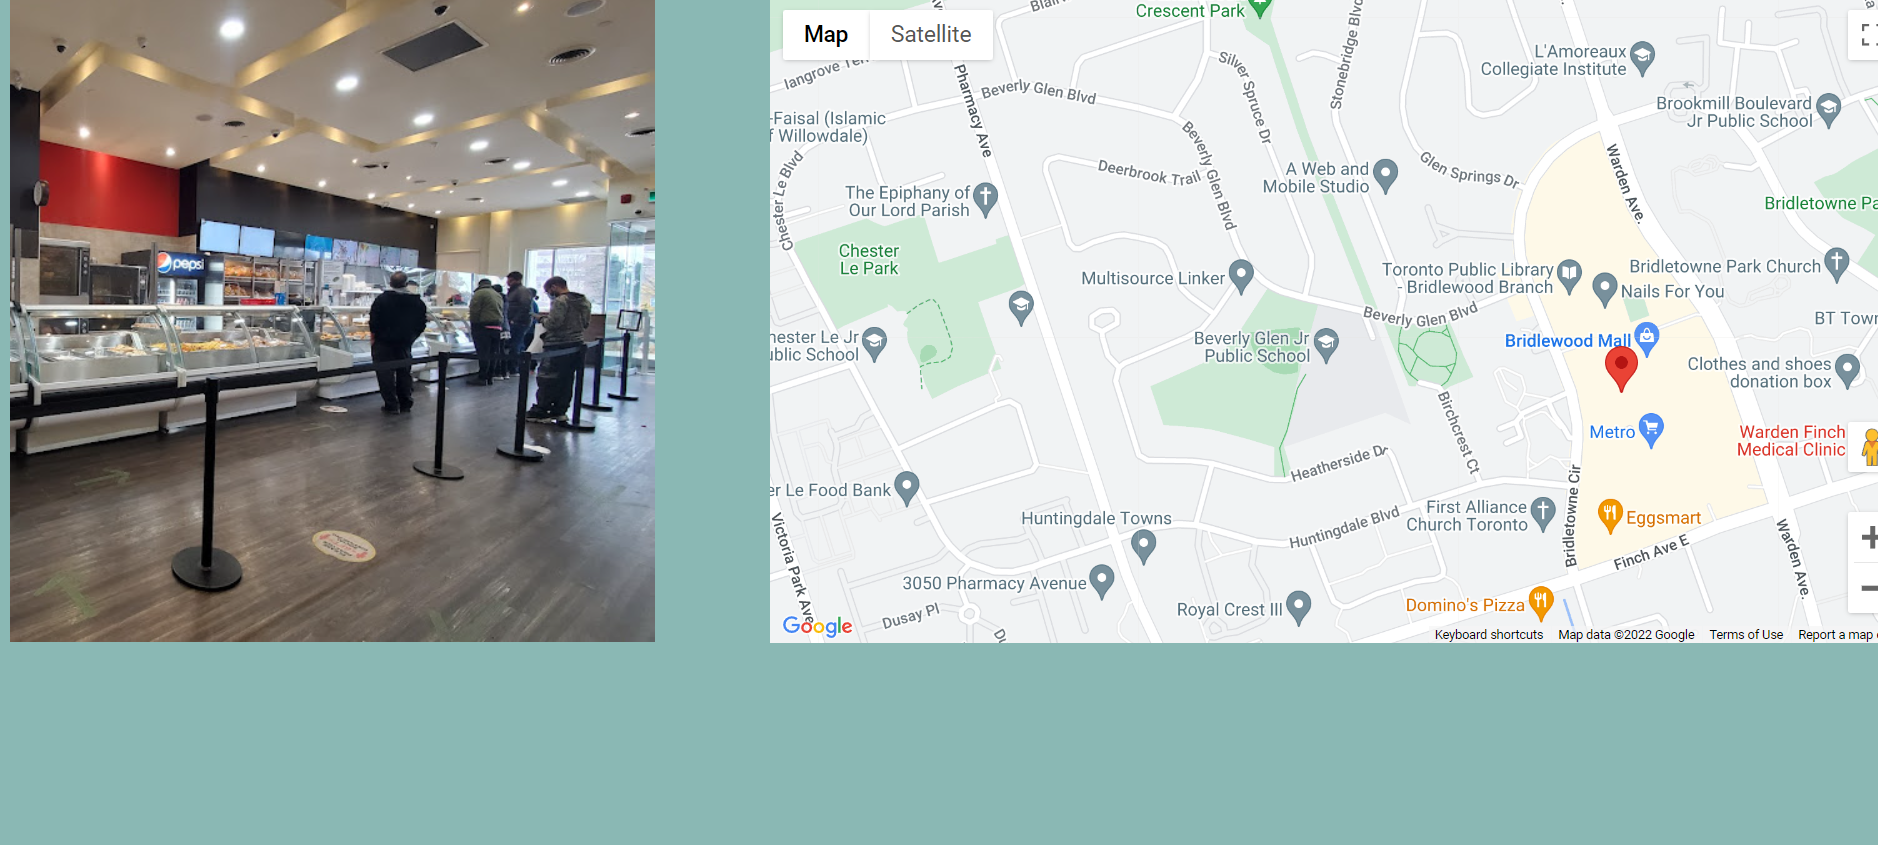 pepsi
Map
Satellite
Crescent Park
Blair
L'Amoreaux
Collegiate Institute
Pharmacy Ave
Beverly Glen Blvd
Silver Spruce Dr
Stonebridge Blvd
Brookmill Boulevard
Jr Public School
-Faisal (Islamic
f Willowdale)
Chester Le Blvd
Beverly Glen Blvd
Deerbrook Trail
A Web and
Mobile Studio
Glen Springs Dr
Warden Ave.
The Epiphany of
Our Lord Parish
Bridletowne Pa
Chester
Le Park
Multisource Linker
Toronto Public Library
- Bridlewood Branch
Bridletowne Park Church
Nails For You
Beverly Glen Blvd
BT Town
hester Le Jr
ublic School
Beverly Glen Jr
Public School
Bridlewood Mall
Clothes and shoes
donation box
Birchcrest Ct
Metro
Warden Finch
Medical Clinic
Heatherside Dr
er Le Food Bank
Bridletowne Cir
First Alliance
Church Toronto
Huntingdale Towns
Huntingdale Blvd
Eggsmart
Victoria Park Ave
Finch Ave E
Warden Ave.
3050 Pharmacy Avenue
Royal Crest III
Domino's Pizza
Dusay Pl
Google
Keyboard shortcuts
Map data ©2022 Google
Terms of Use
Report a map